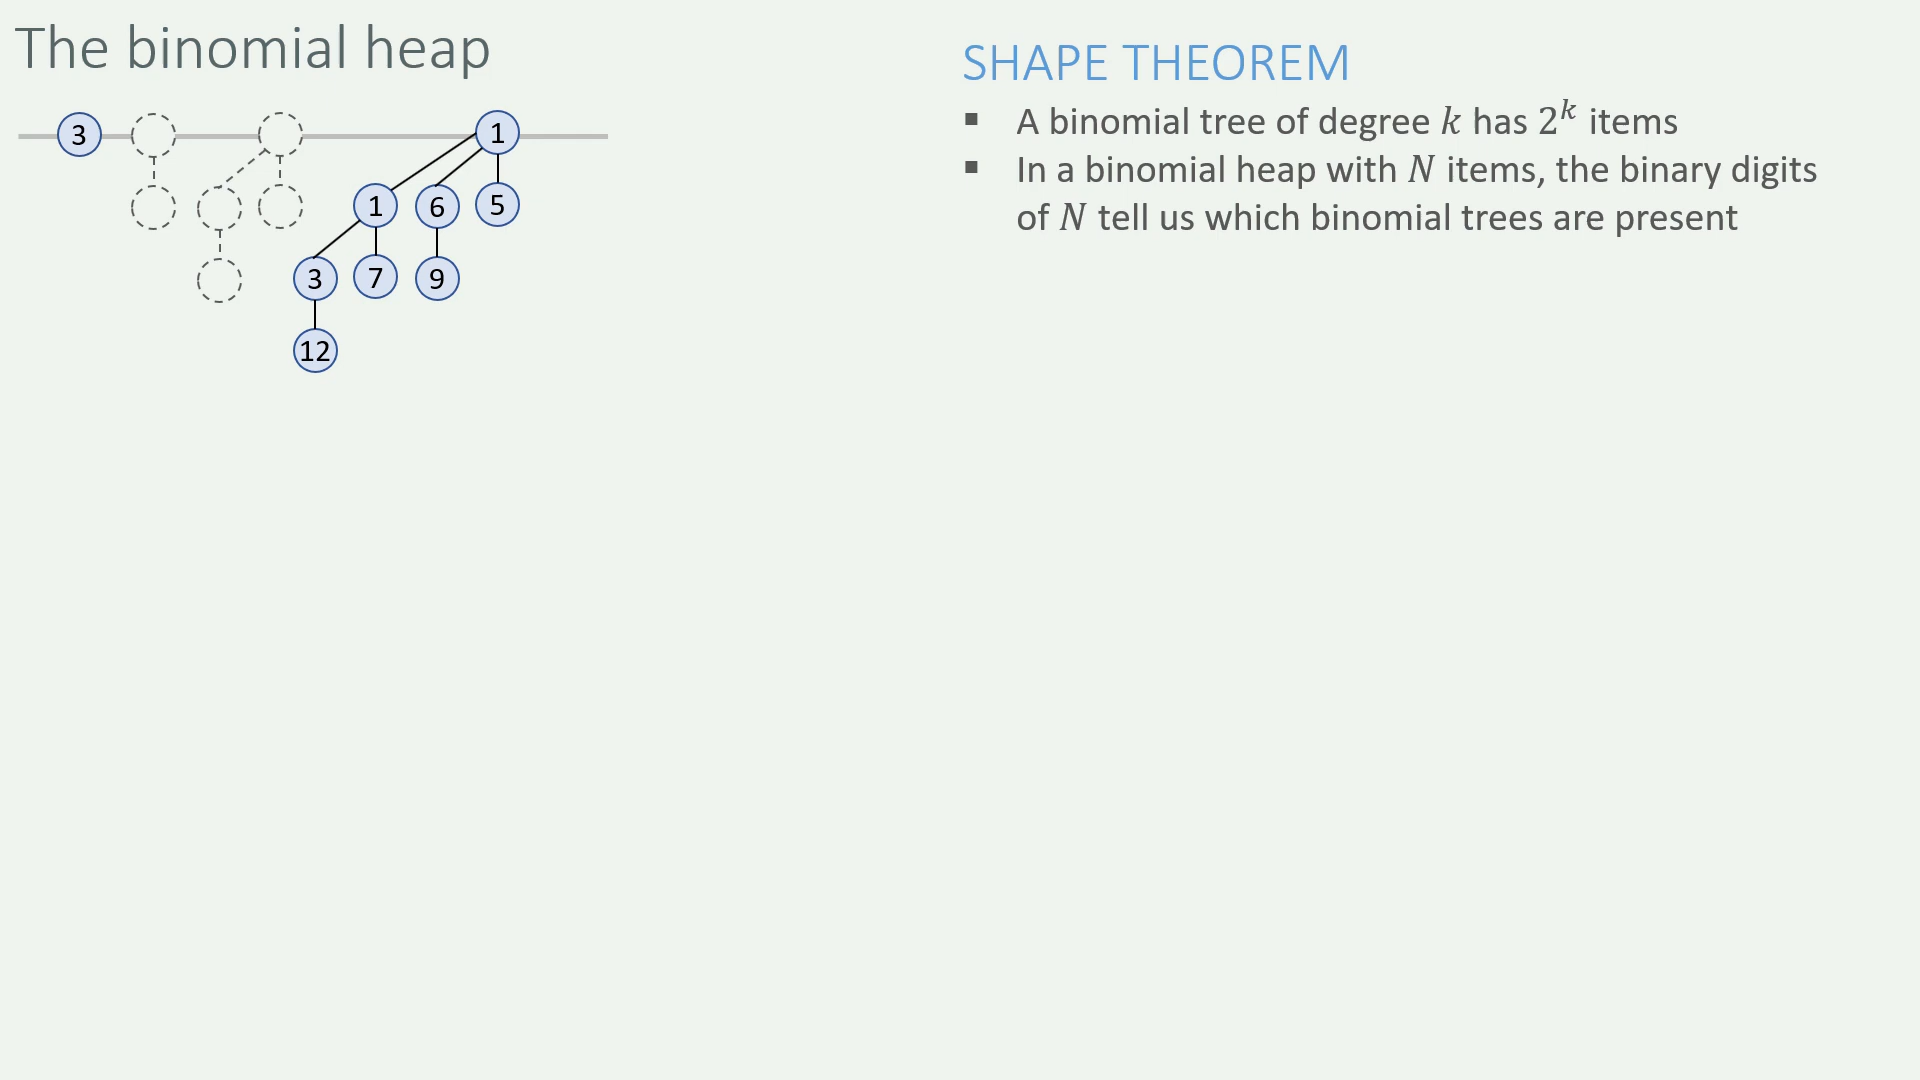 The binomial heap
3 1
1 6 5
3 7 9
12
SHAPE THEOREM
▪ A binomial tree of degree k has 2^k items
▪ In a binomial heap with N items, the binary digits
of N tell us which binomial trees are present